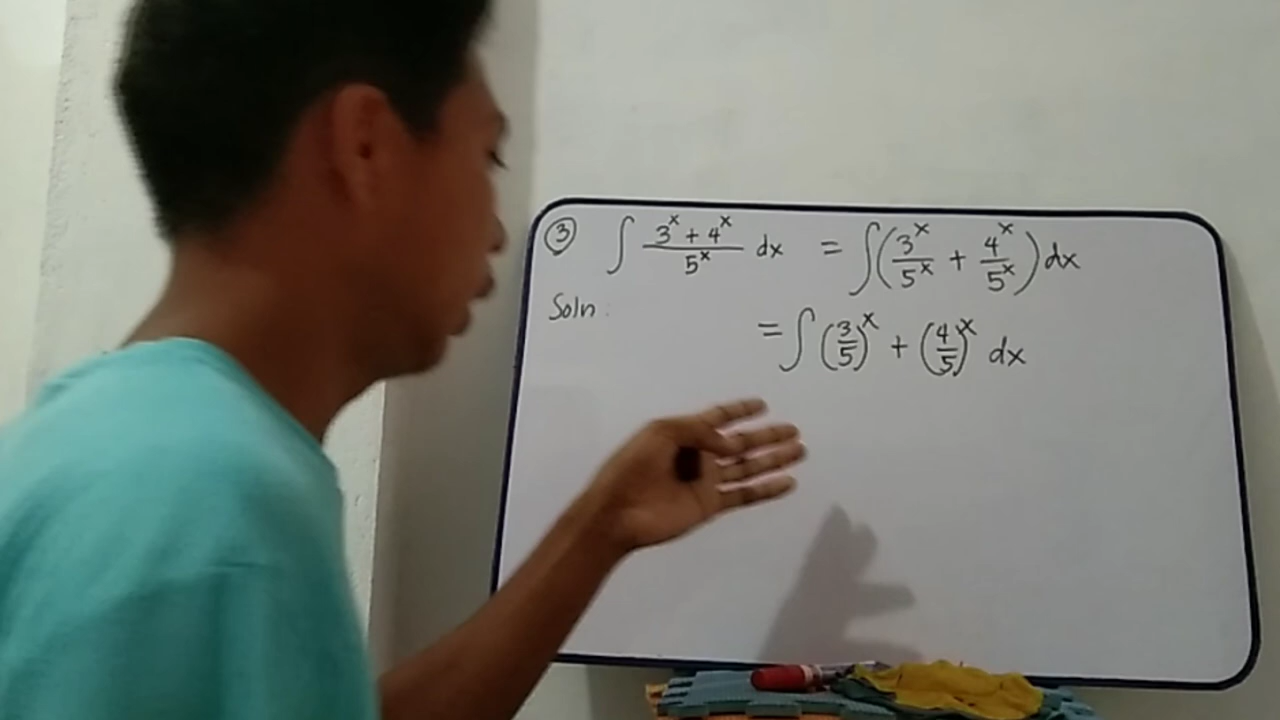 ③ ∫ (3^x + 4^x)/5^x dx = ∫(3^x/5^x + 4^x/5^x)dx
Soln:
= ∫ (3/5)^x + (4/5)^x dx